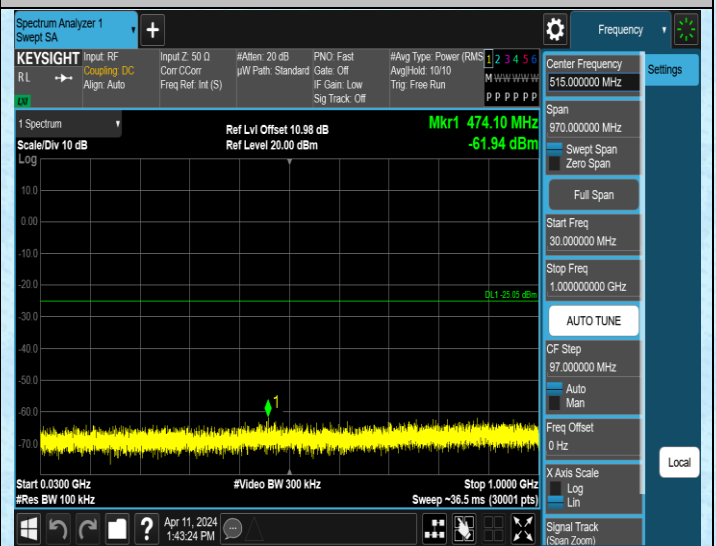 Spectrum Analyzer 1
Swept SA
+
Frequency
KEYSIGHT
RL
Input: RF
Coupling: DC
Align: Auto
Input Z: 50 Ω
Corr CCorr
Freq Ref: Int (S)
#Atten: 20 dB
µW Path: Standard
PNO: Fast
Gate: Off
IF Gain: Low
Sig Track: Off
#Avg Type: Power (RMS
Avg|Hold: 10/10
Trig: Free Run
1 2 3 4 5 6
M W W W W W
P P P P P P
1 Spectrum
Scale/Div 10 dB
Log
Ref Lvl Offset 10.98 dB
Ref Level 20.00 dBm
Mkr1 474.10 MHz
-61.94 dBm
10.0
0.00
-10.0
-20.0
-30.0
-40.0
-50.0
-60.0
-70.0
DL1 -25.05 dBm
1
Start 0.0300 GHz
#Res BW 100 kHz
#Video BW 300 kHz
Stop 1.0000 GHz
Sweep ~36.5 ms (30001 pts)
?
Apr 11, 2024
1:43:24 PM
Center Frequency
515.000000 MHz
Span
970.000000 MHz
Swept Span
Zero Span
Full Span
Start Freq
30.000000 MHz
Stop Freq
1.000000000 GHz
AUTO TUNE
CF Step
97.000000 MHz
Auto
Man
Freq Offset
0 Hz
X Axis Scale
Log
Lin
Signal Track
(Span Zoom)
Settings
Local